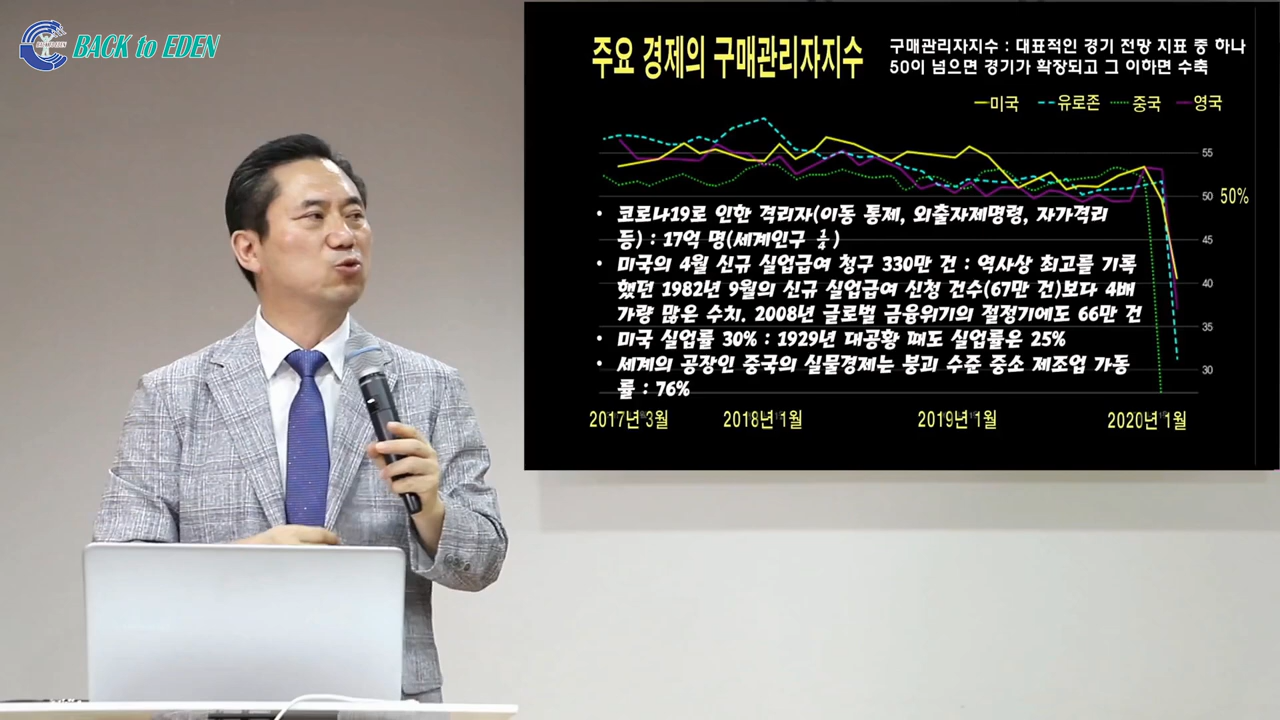 BACK to EDEN
주요 경제의 구매관리자지수
구매관리자지수 : 대표적인 경기 전망 지표 중 하나
50이 넘으면 경기가 확장되고 그 이하면 수축
미국 유로존 중국 영국
55
50
50%
45
40
35
30
• 코로나19로 인한 격리자(이동 통제, 외출자제명령, 자가격리
등) : 17억 명(세계인구 ¼)
• 미국의 4월 신규 실업급여 청구 330만 건 : 역사상 최고를 기록
했던 1982년 9월의 신규 실업급여 신청 건수(67만 건)보다 4배
가량 많은 수치. 2008년 글로벌 금융위기의 절정기에도 66만 건
• 미국 실업률 30% : 1929년 대공황 때도 실업률은 25%
• 세계의 공장인 중국의 실물경제는 붕괴 수준 중소 제조업 가동
률 : 76%
2017년 3월 2018년 1월 2019년 1월 2020년 1월